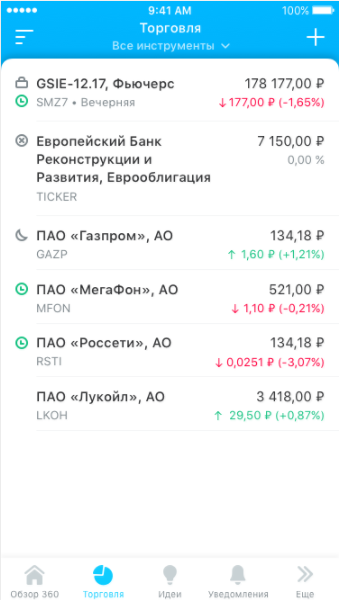 9:41 AM 100%
Торговля
Все инструменты
GSIE-12.17, Фьючерс 178 177,00 ₽
SMZ7 • Вечерняя ↓177,00 ₽ (-1,65%)
Европейский Банк 7 150,00 ₽
Реконструкции и 0,00 %
Развития, Еврооблигация
TICKER
ПАО «Газпром», АО 134,18 ₽
GAZP ↑ 1,60 ₽ (+1,21%)
ПАО «МегаФон», АО 521,00 ₽
MFON ↓ 1,10 ₽ (-0,21%)
ПАО «Россети», АО 134,18 ₽
RSTI ↓ 0,0251 ₽ (-3,07%)
ПАО «Лукойл», АО 3 418,00 ₽
LKOH ↑ 29,50 ₽ (+0,87%)
Обзор 360 Торговля Идеи Уведомления Еще